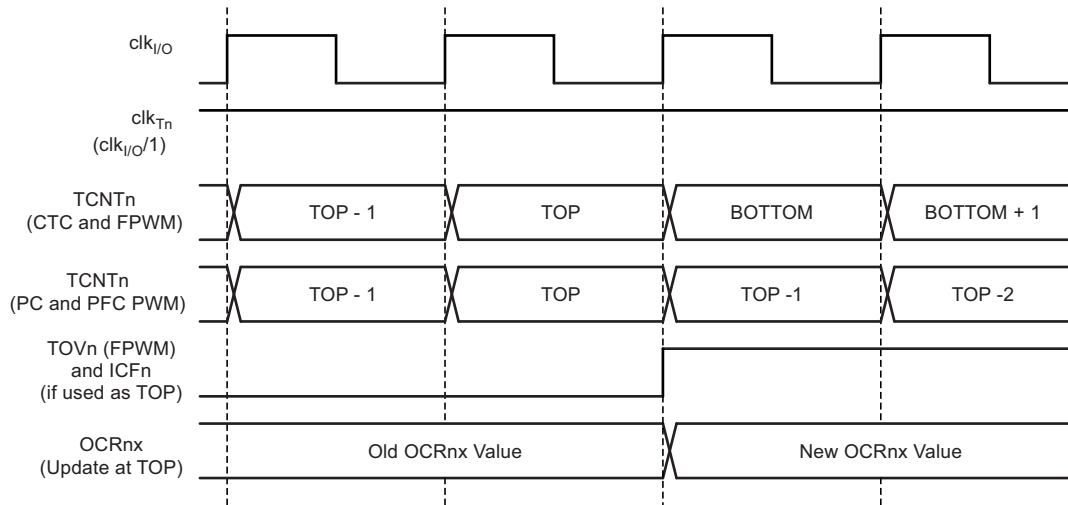 clkI/O
clkTn
(clkI/O/1)
TCNTn
(CTC and FPWM)
TOP - 1 TOP BOTTOM BOTTOM + 1
TCNTn
(PC and PFC PWM)
TOP - 1 TOP TOP -1 TOP -2
TOVn (FPWM)
and ICFn
(if used as TOP)
OCRnx
(Update at TOP)
Old OCRnx Value New OCRnx Value